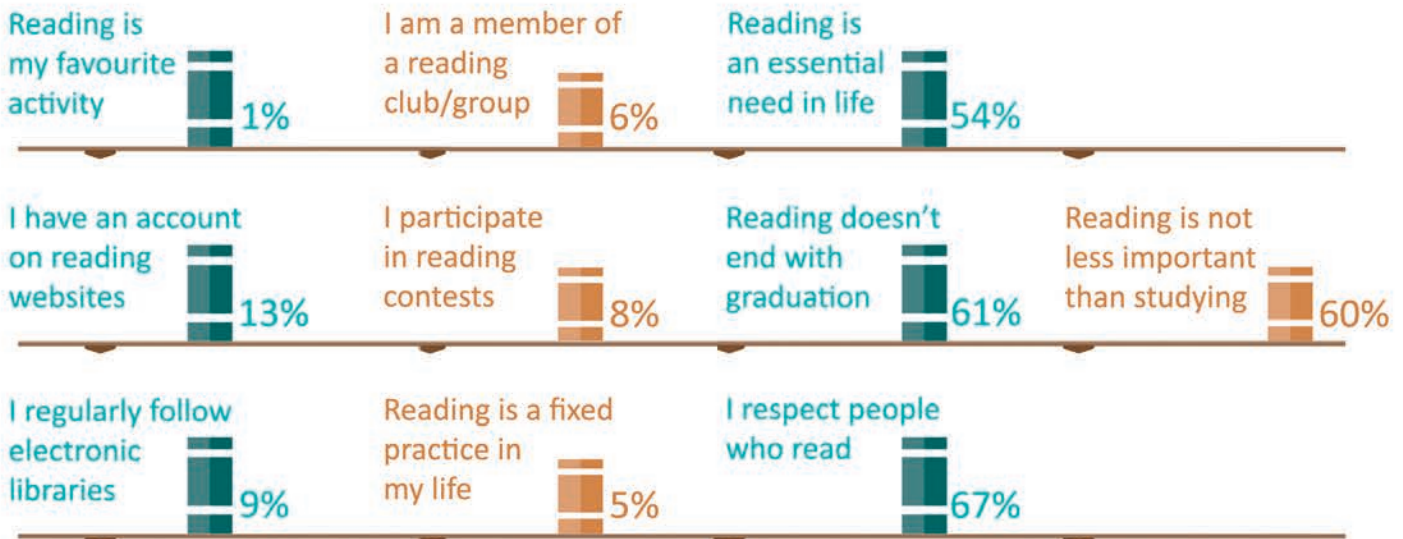 Reading is
my favourite
activity
1%
I am a member of
a reading
club/group
6%
Reading is
an essential
need in life
54%
I have an account
on reading
websites
13%
I participate
in reading
contests
8%
Reading doesn't
end with
graduation
61%
Reading is not
less important
than studying
60%
I regularly follow
electronic
libraries
9%
Reading is a fixed
practice in
my life
5%
I respect people
who read
67%